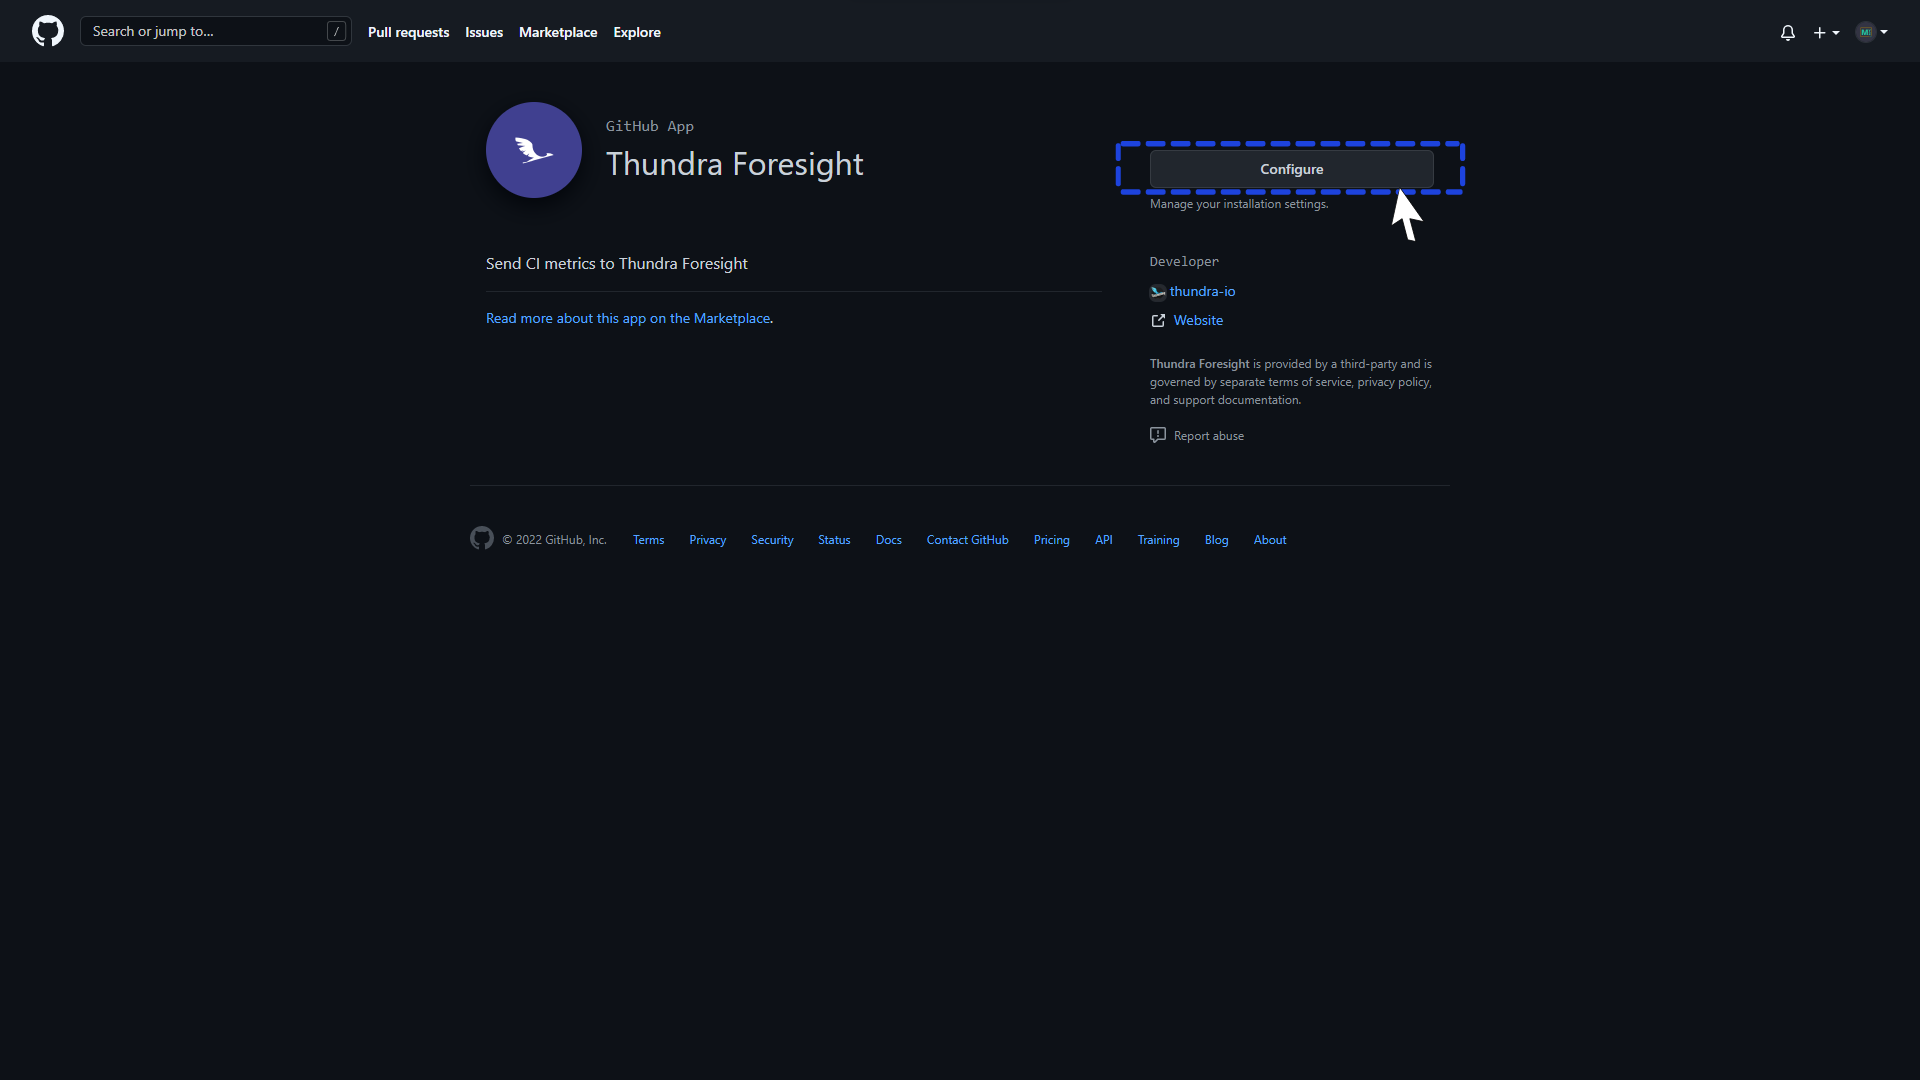 Search or jump to... /
Pull requests
Issues
Marketplace
Explore
GitHub App
Thundra Foresight
Configure
Manage your installation settings.
Send CI metrics to Thundra Foresight
Read more about this app on the Marketplace.
Developer
thundra-io
Website
Thundra Foresight is provided by a third-party and is
governed by separate terms of service, privacy policy,
and support documentation.
Report abuse
© 2022 GitHub, Inc.
Terms
Privacy
Security
Status
Docs
Contact GitHub
Pricing
API
Training
Blog
About